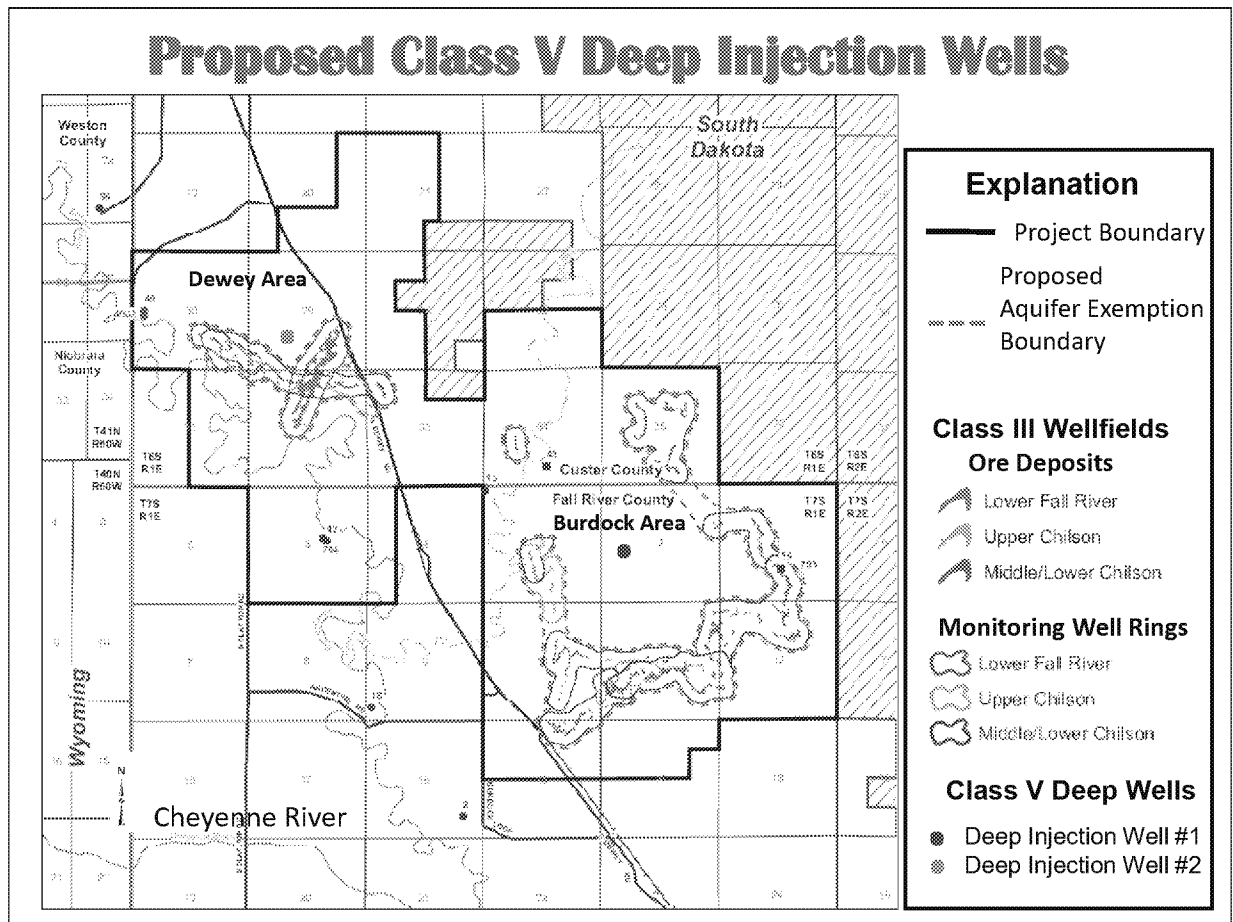 Proposed Class V Deep Injection Wells
Weston
County
South
Dakota
Dewey Area
Niobrara
County
T41N
R60W
T40N
R60W
T6S
R1E
T7S
R1E
Custer County
Fall River County
Burdock Area
T6S
R1E
T6S
R2E
T7S
R1E
T7S
R2E
Wyoming
N
Cheyenne River
Explanation
Project Boundary
Proposed
Aquifer Exemption
Boundary
Class III Wellfields
Ore Deposits
Lower Fall River
Upper Chilson
Middle/Lower Chilson
Monitoring Well Rings
Lower Fall River
Upper Chilson
Middle/Lower Chilson
Class V Deep Wells
Deep Injection Well #1
Deep Injection Well #2